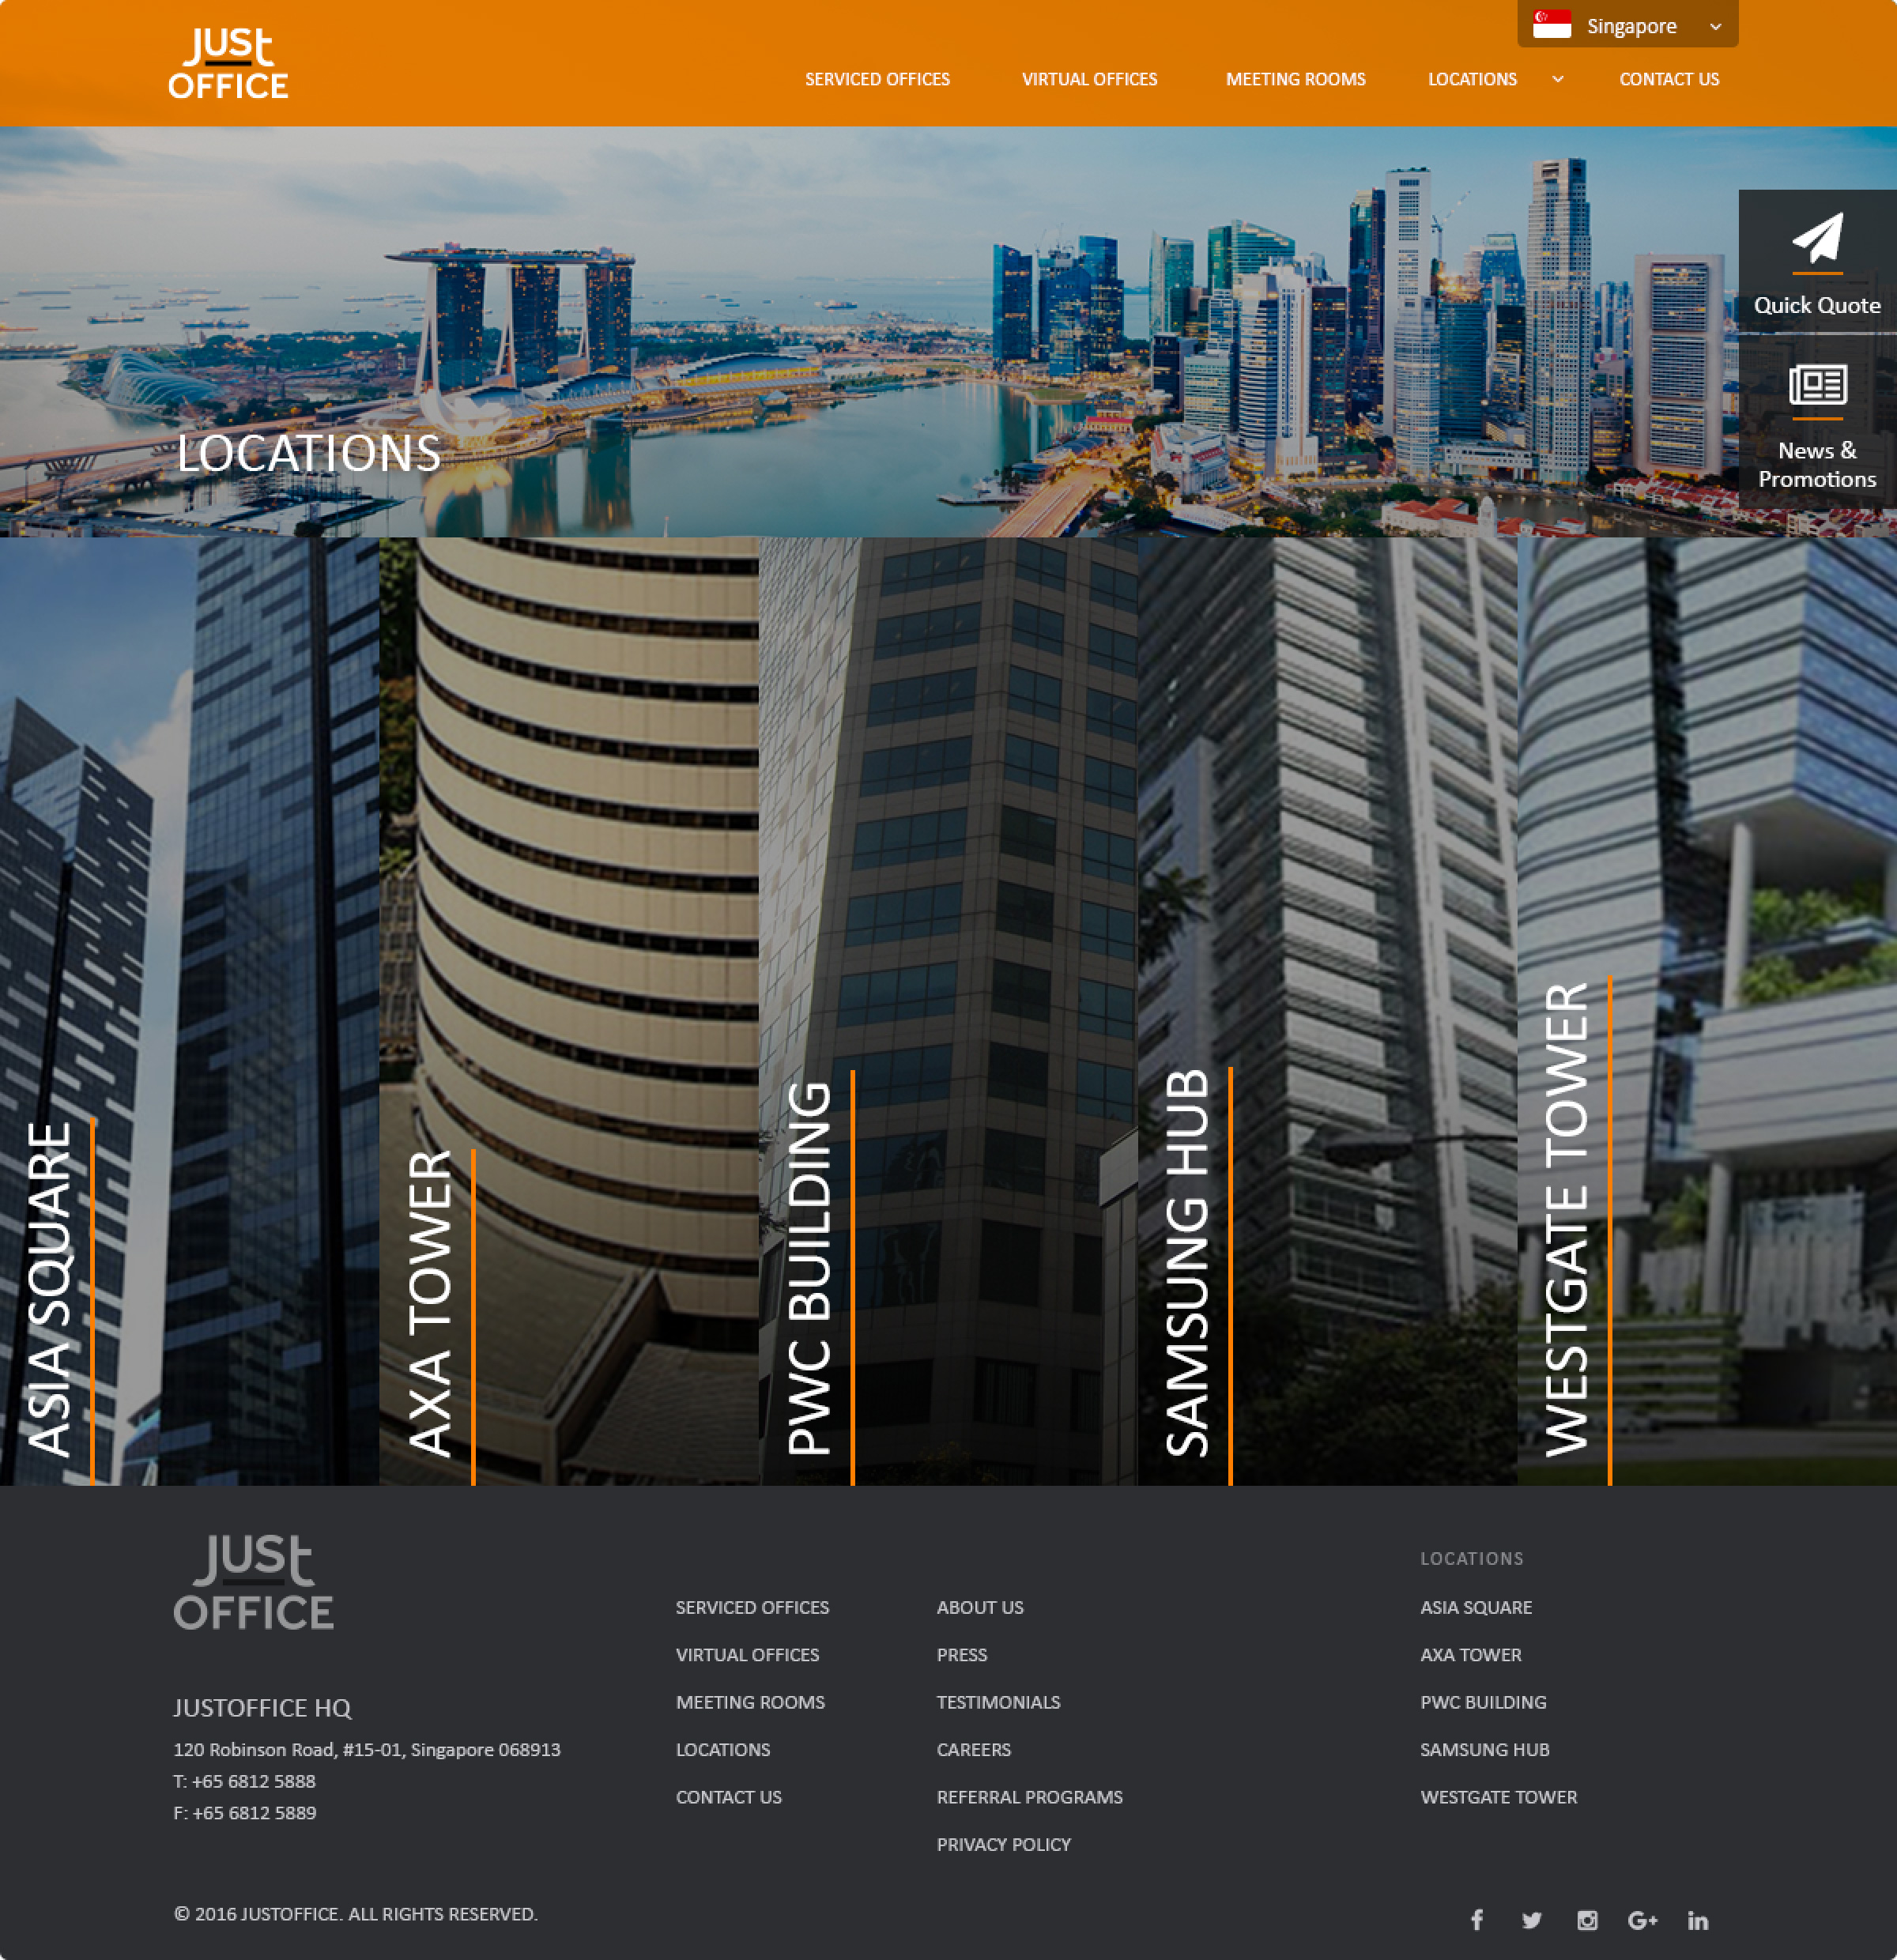 JUST
OFFICE
Singapore
SERVICED OFFICES
VIRTUAL OFFICES
MEETING ROOMS
LOCATIONS
CONTACT US
Quick Quote
News &
Promotions
LOCATIONS
ASIA SQUARE
AXA TOWER
PWC BUILDING
SAMSUNG HUB
WESTGATE TOWER
JUST
OFFICE
JUSTOFFICE HQ
120 Robinson Road, #15-01, Singapore 068913
T: +65 6812 5888
F: +65 6812 5889
SERVICED OFFICES
VIRTUAL OFFICES
MEETING ROOMS
LOCATIONS
CONTACT US
ABOUT US
PRESS
TESTIMONIALS
CAREERS
REFERRAL PROGRAMS
PRIVACY POLICY
LOCATIONS
ASIA SQUARE
AXA TOWER
PWC BUILDING
SAMSUNG HUB
WESTGATE TOWER
© 2016 JUSTOFFICE. ALL RIGHTS RESERVED.
f
G+
in